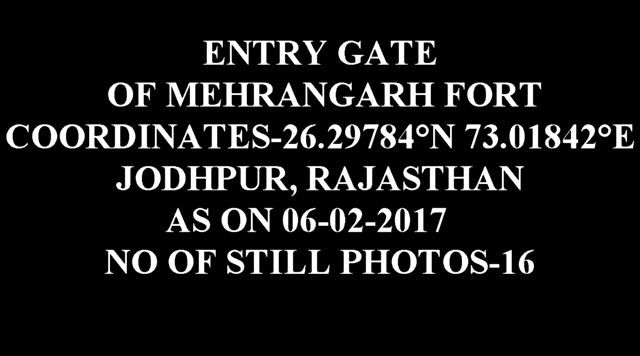 ENTRY GATE
OF MEHRANGARH FORT
COORDINATES-26.29784°N 73.01842°E
JODHPUR, RAJASTHAN
AS ON 06-02-2017
NO OF STILL PHOTOS-16